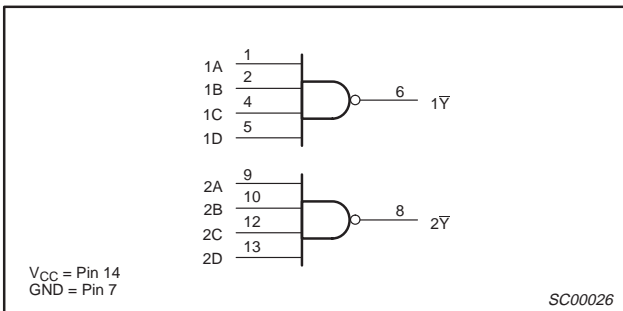 1A 1
1B 2
1C 4
1D 5
6 1Y̅
2A 9
2B 10
2C 12
2D 13
8 2Y̅
VCC = Pin 14
GND = Pin 7
SC00026